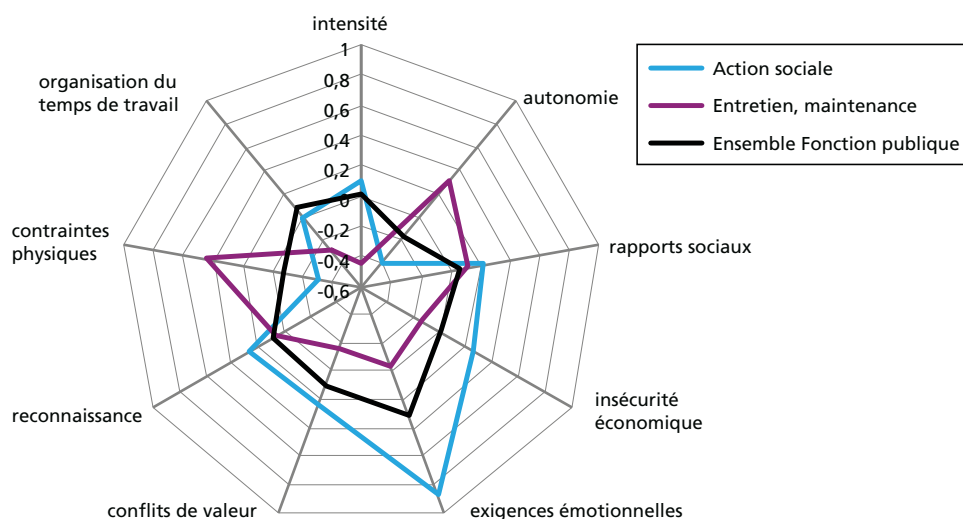 intensité
1
0,8
0,6
0,4
0,2
0
-0,2
-0,4
-0,6
autonomie
rapports sociaux
insécurité
économique
exigences émotionnelles
conflits de valeur
reconnaissance
contraintes
physiques
organisation du
temps de travail
Action sociale
Entretien, maintenance
Ensemble Fonction publique